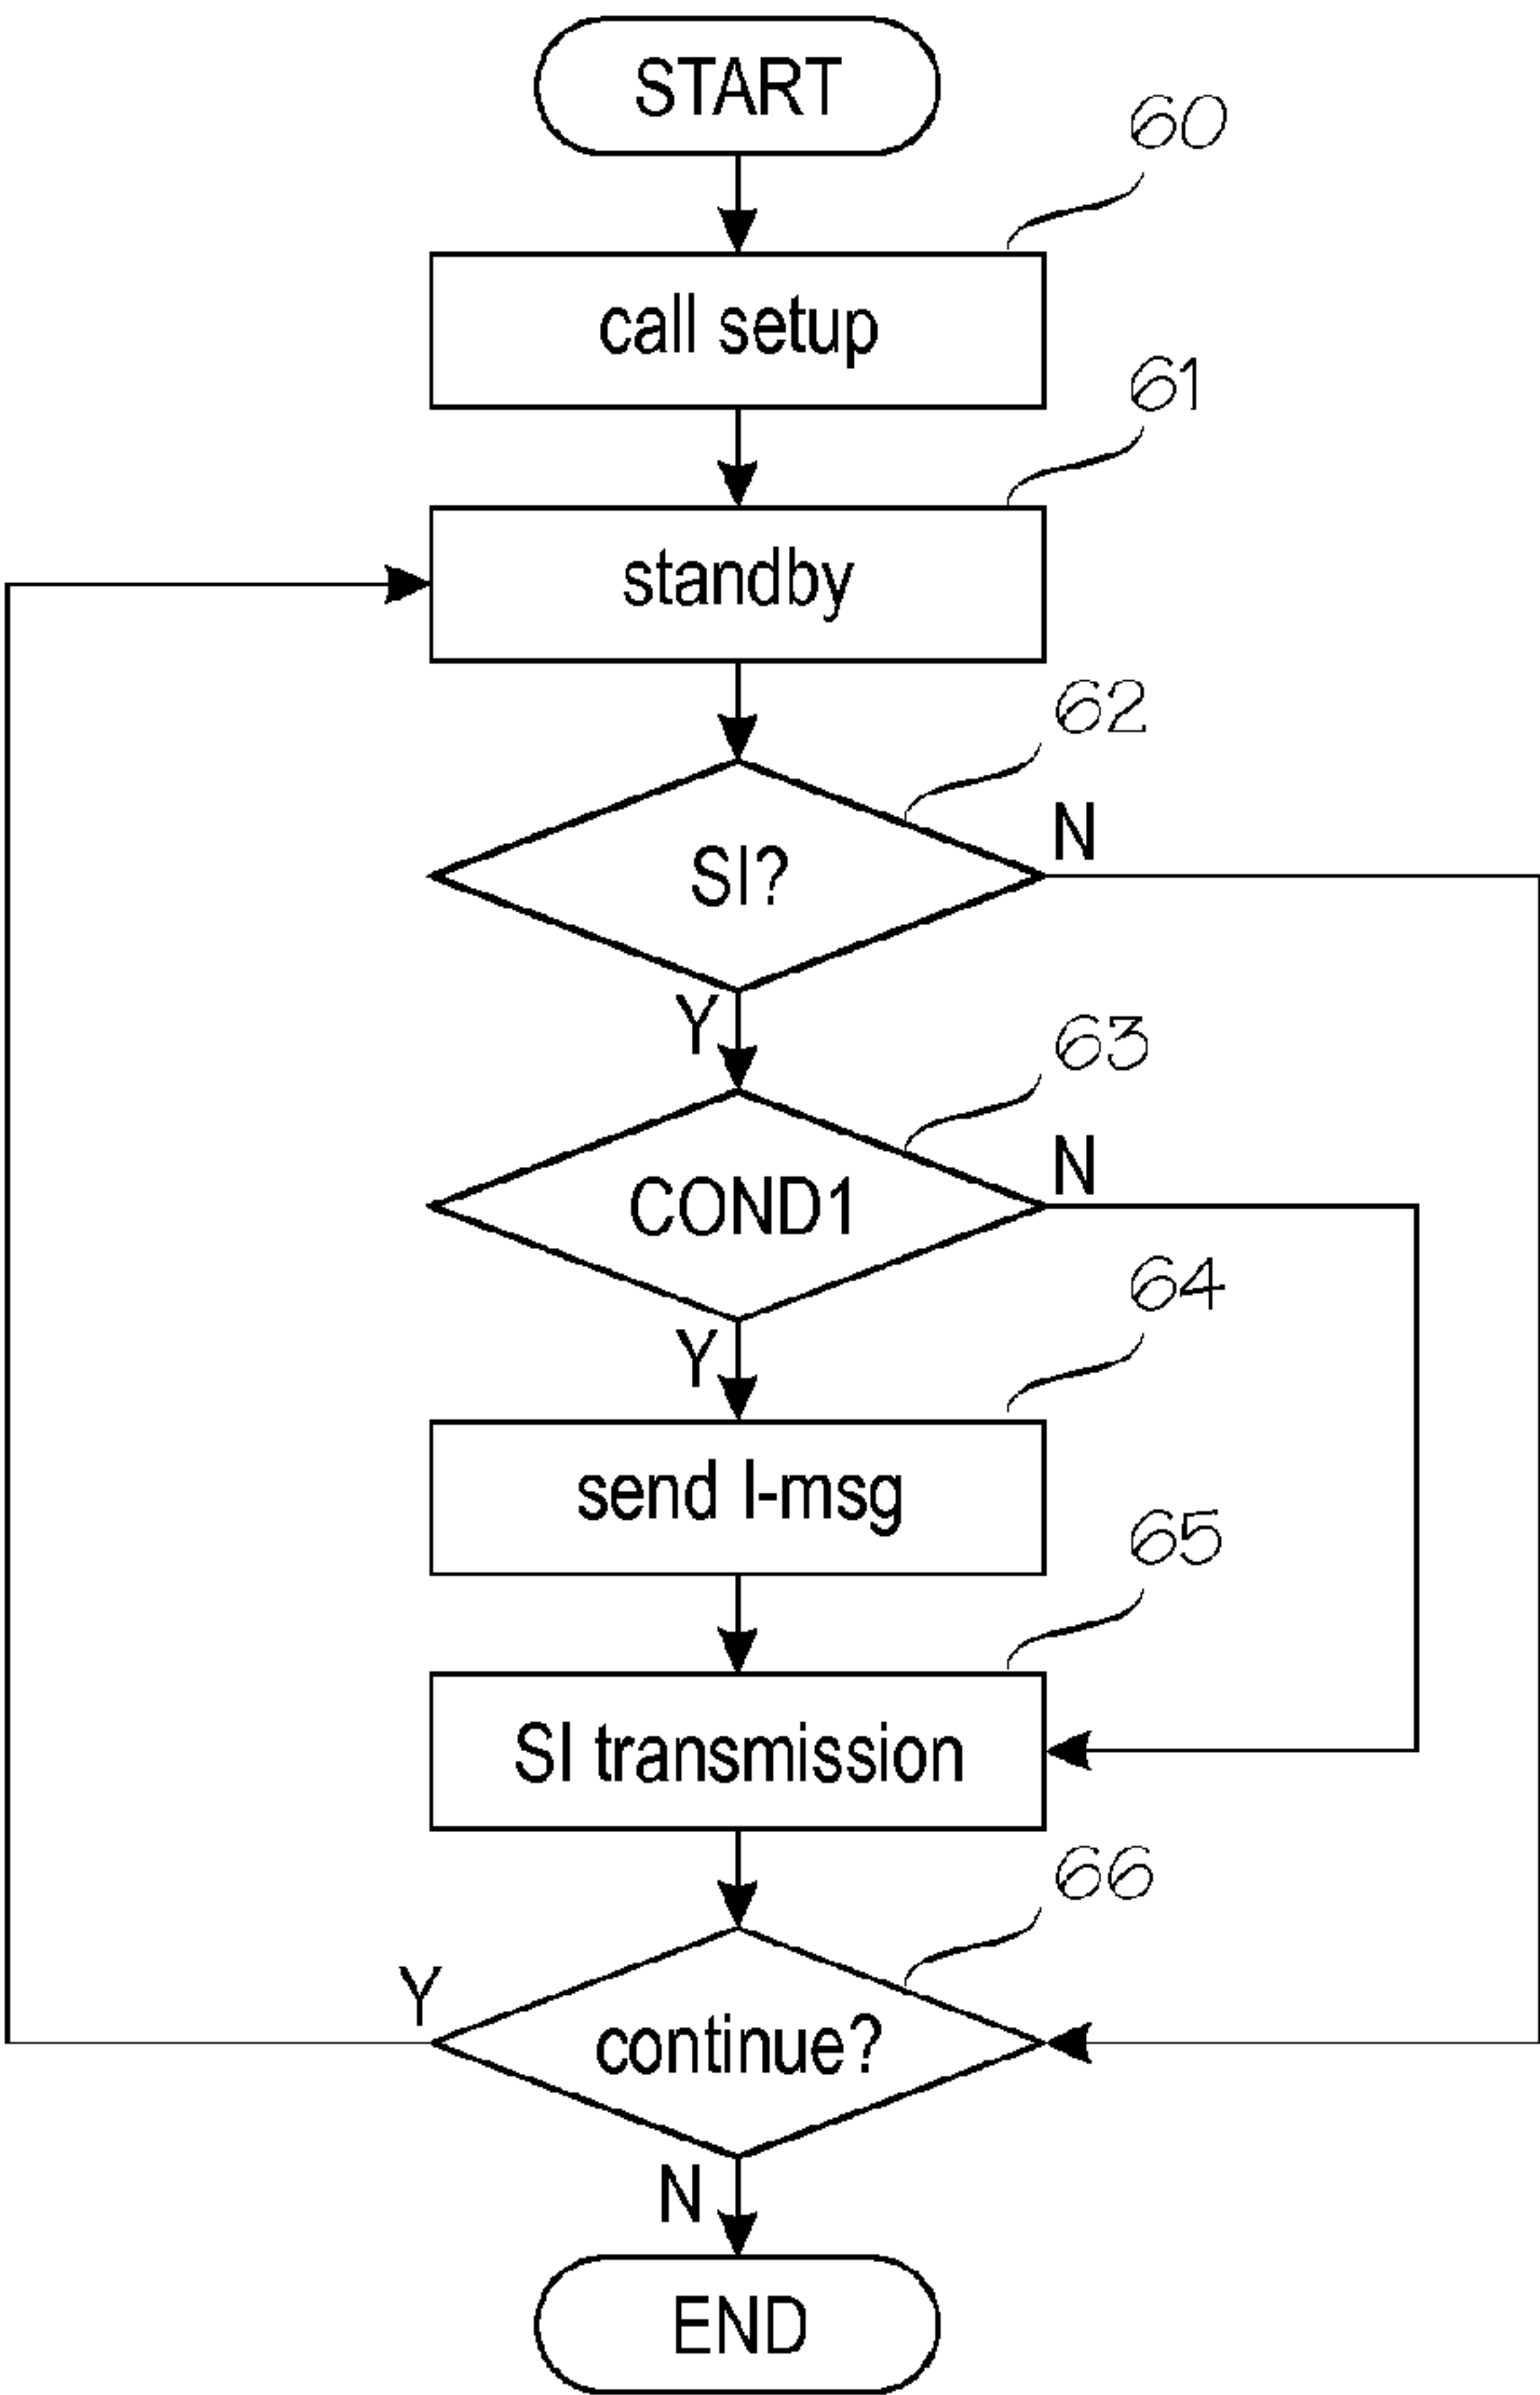 START
60
call setup
61
standby
62
N
SI?
Y
63
N
COND1
64
Y
send I-msg
65
SI transmission
66
Y
continue?
N
END